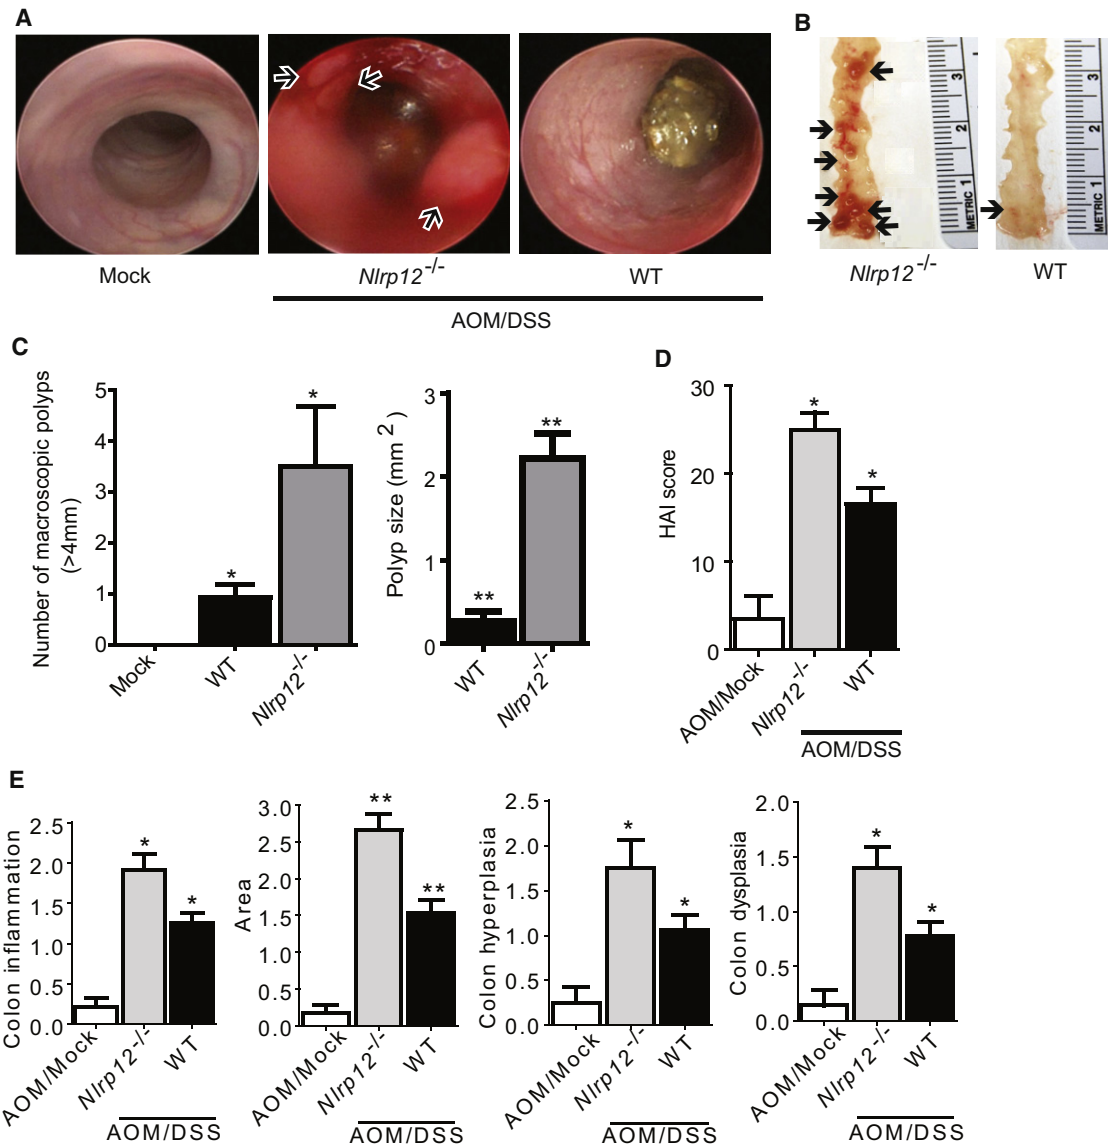 A
Mock
Nlrp12-/-
WT
AOM/DSS
B
3
2
METRIC 1
Nlrp12-/-
3
2
METRIC 1
WT
C
Number of macroscopic polyps
(>4mm)
5
4
3
2
1
0
*
*
Mock
WT
Nlrp12-/-
Polyp size (mm 2)
3
2
1
0
**
**
WT
Nlrp12-/-
D
HAI score
30
20
10
0
*
*
AOM/Mock
Nlrp12-/-
WT
AOM/DSS
E
Colon inflammation
2.5
2.0
1.5
1.0
0.5
0.0
*
*
AOM/Mock
Nlrp12-/-
WT
AOM/DSS
Area
3.0
2.5
2.0
1.5
1.0
0.5
0.0
**
**
AOM/Mock
Nlrp12-/-
WT
AOM/DSS
Colon hyperplasia
2.5
2.0
1.5
1.0
0.5
0.0
*
*
AOM/Mock
Nlrp12-/-
WT
AOM/DSS
Colon dysplasia
2.0
1.5
1.0
0.5
0.0
*
*
AOM/Mock
Nlrp12-/-
WT
AOM/DSS